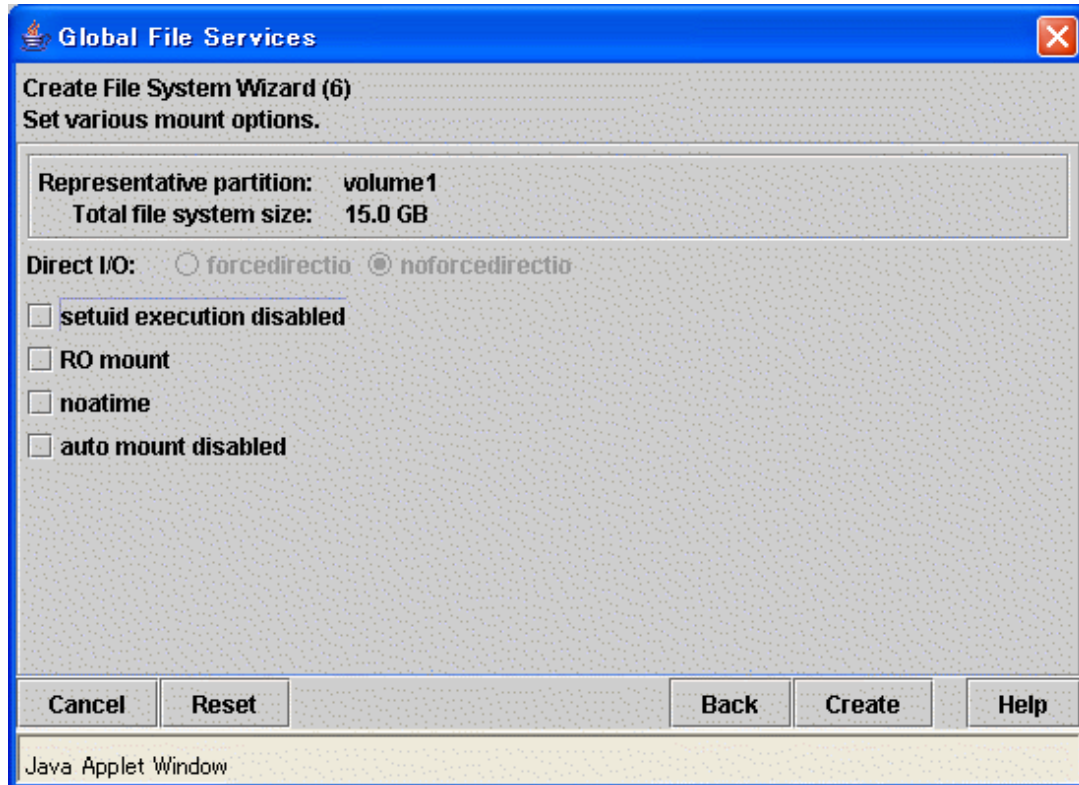 Global File Services
Create File System Wizard (6)
Set various mount options.
Representative partition: volume1
Total file system size: 15.0 GB
Direct I/O: forcedirectio noforcedirectio
setuid execution disabled
RO mount
noatime
auto mount disabled
Cancel Reset Back Create Help
Java Applet Window